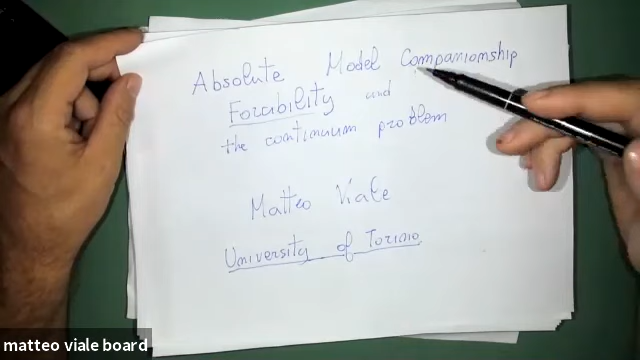 Absolute Model Companionship
Forcability and
the continuum problem
Matteo Viale
University of Torino
matteo viale board